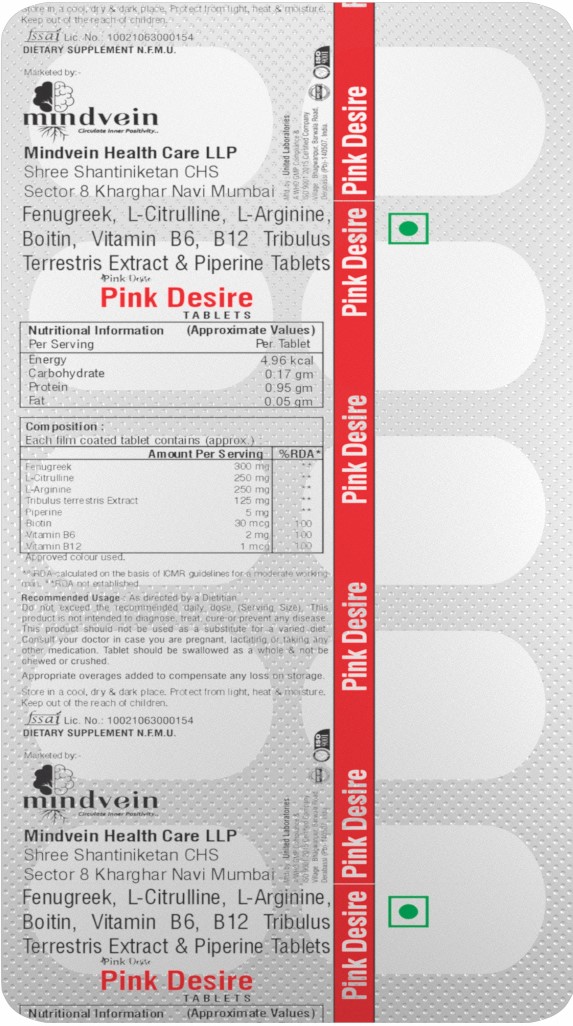 Store in a cool, dry & dark place. Protect from light, heat & moisture.
Keep out of the reach of children.
fssai Lic. No.: 10021063000154
DIETARY SUPPLEMENT N.F.M.U.
Marketed by:-
mindvein
Circulate Inner Positivity...
Mindvein Health Care LLP
Shree Shantiniketan CHS
Sector 8 Kharghar Navi Mumbai
Mfd. by : United Laboratories
A WHO GMP Compliance &
ISO 9001:2015 Certified Company
Village : Bhagwanpur, Barwala Road,
Derabassi (Pb)-140507, India.
ISO
Fenugreek, L-Citrulline, L-Arginine,
Boitin, Vitamin B6, B12 Tribulus
Terrestris Extract & Piperine Tablets
Pink Desire
Pink Desire
TABLETS
Nutritional Information (Approximate Values)
Per Serving Per Tablet
Energy 4.96 kcal
Carbohydrate 0.17 gm
Protein 0.95 gm
Fat 0.05 gm
Composition :
Each film coated tablet contains (approx.) :
Amount Per Serving %RDA*
Fenugreek 300 mg **
L-Citrulline 250 mg **
L-Arginine 250 mg **
Tribulus terrestris Extract 125 mg **
Piperine 5 mg **
Biotin 30 mcg 100
Vitamin B6 2 mg 100
Vitamin B12 1 mcg 100
Approved colour used.
**RDA calculated on the basis of ICMR guidelines for a moderate working
man. **RDA not established.
Recommended Usage : As directed by a Dietitian.
Do not exceed the recommended daily dose (Serving Size). This
product is not intended to diagnose, treat, cure or prevent any disease.
This product should not be used as a substitute for a varied diet.
Consult your doctor in case you are pregnant, lactating or taking any
other medication. Tablet should be swallowed as a whole & not be
chewed or crushed.
Appropriate overages added to compensate any loss on storage.
Store in a cool, dry & dark place. Protect from light, heat & moisture.
Keep out of the reach of children.
fssai Lic. No.: 10021063000154
DIETARY SUPPLEMENT N.F.M.U.
Marketed by:-
mindvein
Circulate Inner Positivity...
Mindvein Health Care LLP
Shree Shantiniketan CHS
Sector 8 Kharghar Navi Mumbai
Mfd. by : United Laboratories
A WHO GMP Compliance &
ISO 9001:2015 Certified Company
Village : Bhagwanpur, Barwala Road,
Derabassi (Pb)-140507, India.
ISO
Fenugreek, L-Citrulline, L-Arginine,
Boitin, Vitamin B6, B12 Tribulus
Terrestris Extract & Piperine Tablets
Pink Desire
Pink Desire
TABLETS
Nutritional Information (Approximate Values)
Pink Desire
Pink Desire
Pink Desire
Pink Desire
Pink Desire
Pink Desire